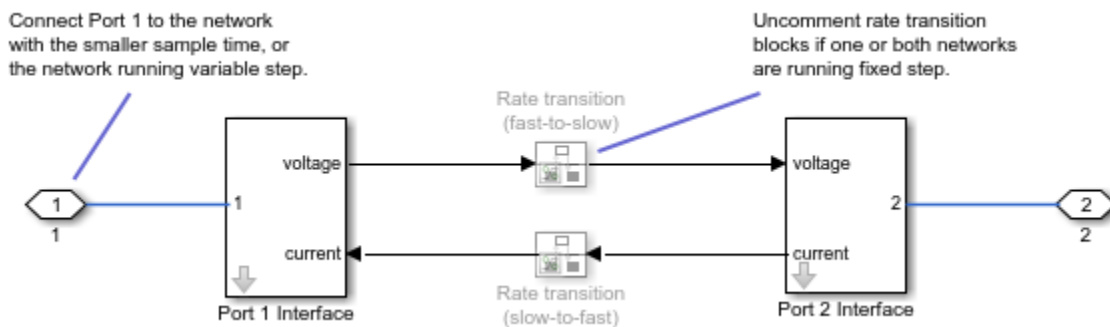 Connect Port 1 to the network
with the smaller sample time, or
the network running variable step.
Uncomment rate transition
blocks if one or both networks
are running fixed step.
Rate transition
(fast-to-slow)
voltage
voltage
1
1
1
2
2
2
current
current
Port 1 Interface
Rate transition
(slow-to-fast)
Port 2 Interface